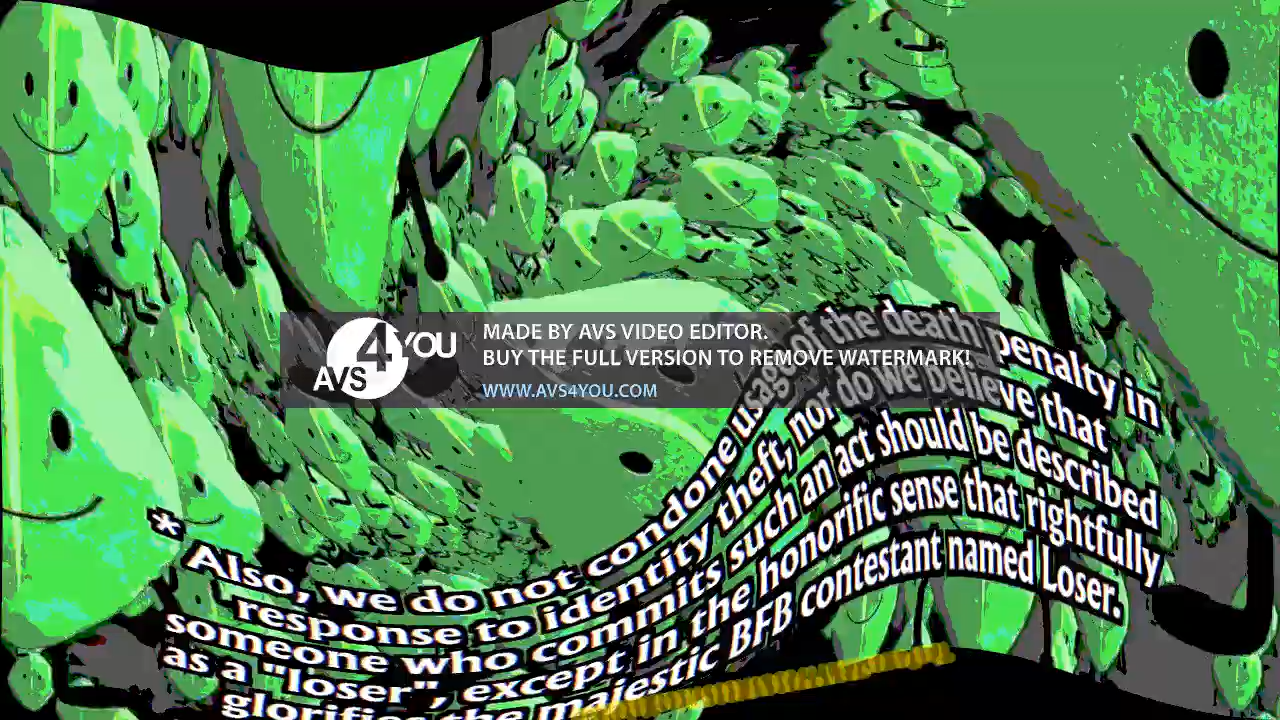 AVS4YOU
MADE BY AVS VIDEO EDITOR.
BUY THE FULL VERSION TO REMOVE WATERMARK!
WWW.AVS4YOU.COM
*
Also, we do not condone usage of the death penalty in
response to identity theft, nor do we believe that
someone who commits such an act should be described
as a "loser", except in the honorific sense that rightfully
glorifies the majestic BFB contestant named Loser.